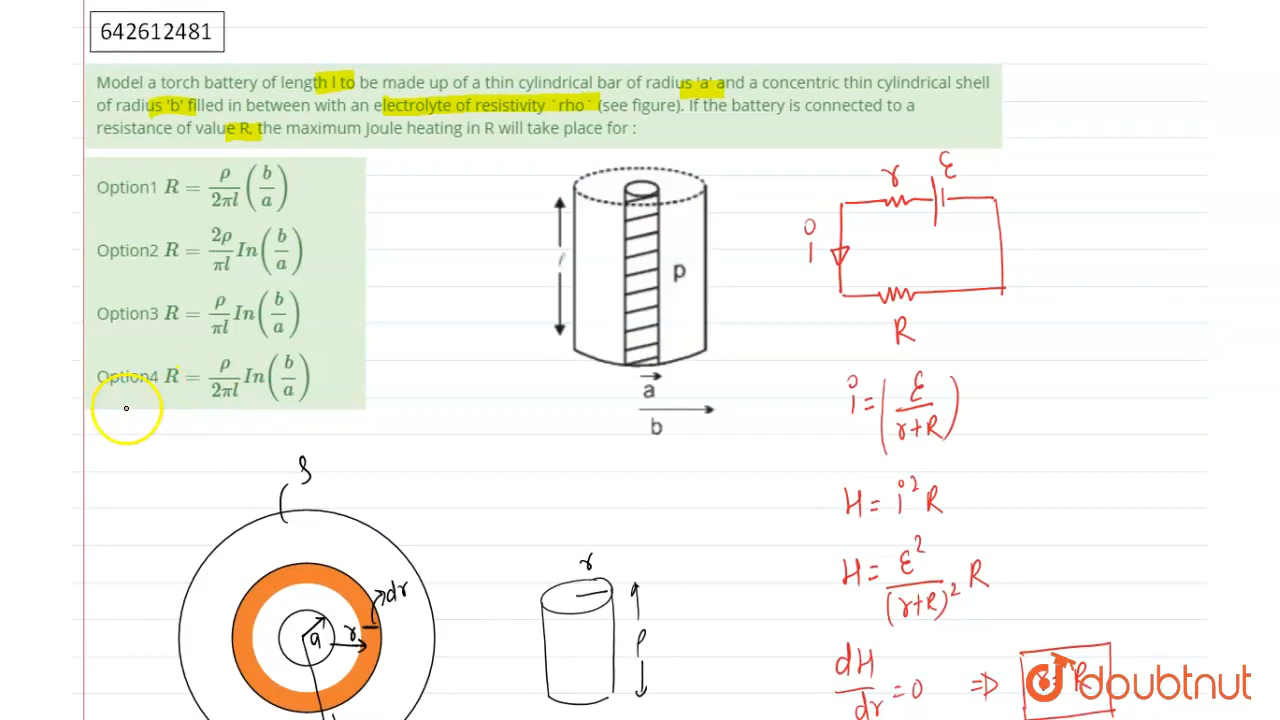 642612481
Model a torch battery of length l to be made up of a thin cylindrical bar of radius 'a' and a concentric thin cylindrical shell
of radius 'b' filled in between with an electrolyte of resistivity `rho` (see figure). If the battery is connected to a
resistance of value R, the maximum Joule heating in R will take place for :
Option1 R = ρ/2πl (b/a)
Option2 R = 2ρ/πl In(b/a)
Option3 R = ρ/πl In(b/a)
Option4 R = ρ/2πl In(b/a)
p
a
b
r ε
i
R
i = (ε/r+R)
H = i²R
H = ε²/(r+R)² R
dH/dr = 0 ⇒ r = R
ρ
dr
a r
r
l
doubtnut